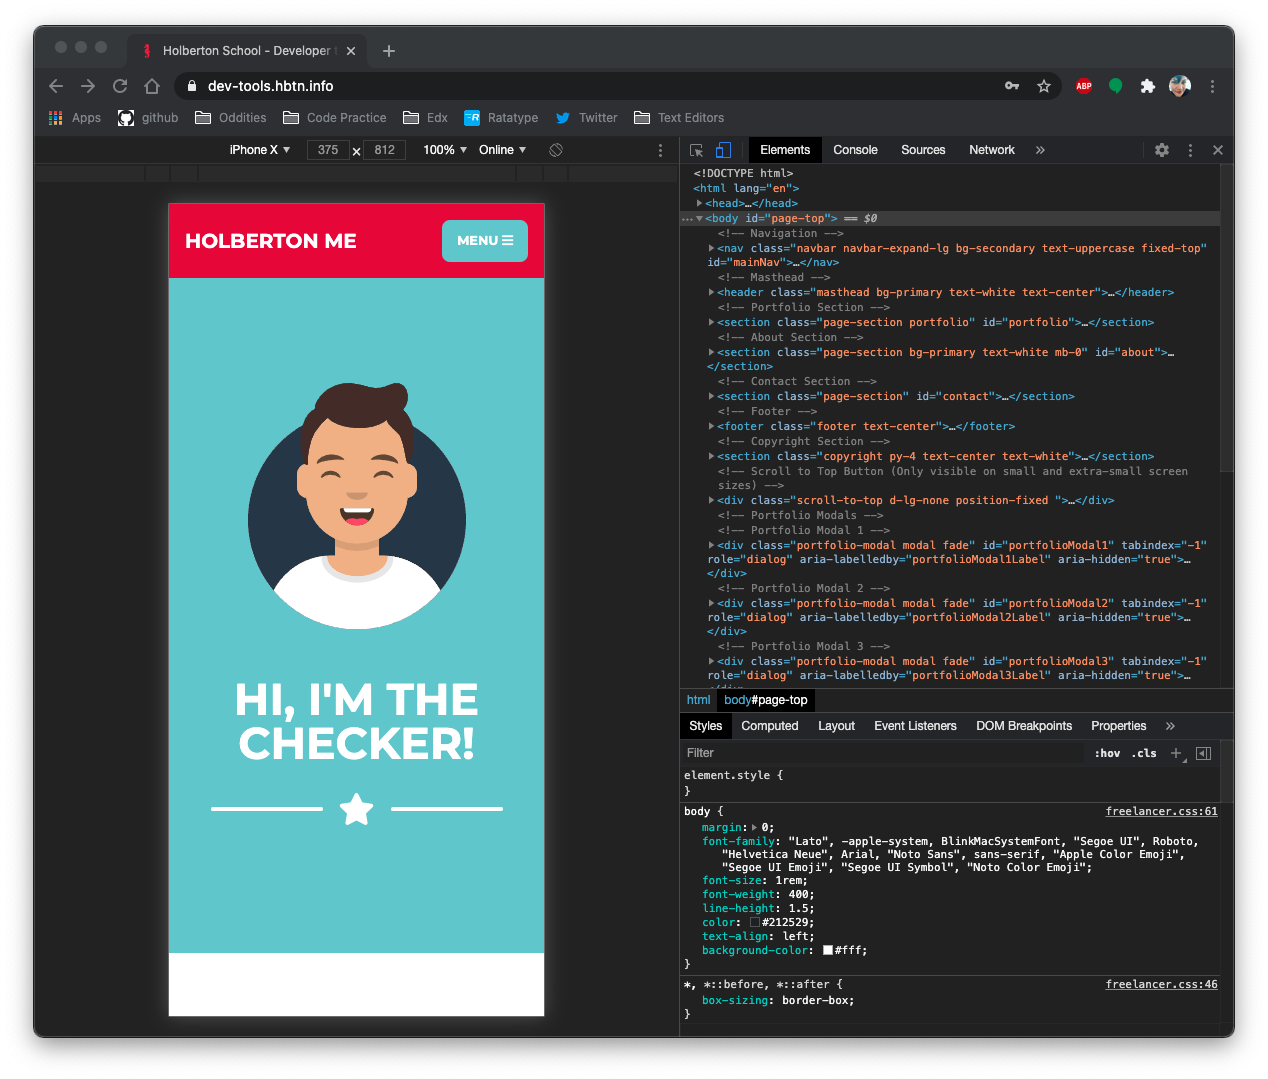 Holberton School - Developer
dev-tools.hbtn.info
ABP
Apps github Oddities Code Practice Edx Ratatype Twitter Text Editors
iPhone X 375 x 812 100% Online
Elements Console Sources Network »
HOLBERTON ME
MENU
HI, I'M THE
CHECKER!
<!DOCTYPE html>
<html lang="en">
<head>…</head>
… <body id="page-top"> == $0
<!-- Navigation -->
<nav class="navbar navbar-expand-lg bg-secondary text-uppercase fixed-top"
id="mainNav">…</nav>
<!-- Masthead -->
<header class="masthead bg-primary text-white text-center">…</header>
<!-- Portfolio Section -->
<section class="page-section portfolio" id="portfolio">…</section>
<!-- About Section -->
<section class="page-section bg-primary text-white mb-0" id="about">…
</section>
<!-- Contact Section -->
<section class="page-section" id="contact">…</section>
<!-- Footer -->
<footer class="footer text-center">…</footer>
<!-- Copyright Section -->
<section class="copyright py-4 text-center text-white">…</section>
<!-- Scroll to Top Button (Only visible on small and extra-small screen
sizes) -->
<div class="scroll-to-top d-lg-none position-fixed ">…</div>
<!-- Portfolio Modals -->
<!-- Portfolio Modal 1 -->
<div class="portfolio-modal modal fade" id="portfolioModal1" tabindex="-1"
role="dialog" aria-labelledby="portfolioModal1Label" aria-hidden="true">…
</div>
<!-- Portfolio Modal 2 -->
<div class="portfolio-modal modal fade" id="portfolioModal2" tabindex="-1"
role="dialog" aria-labelledby="portfolioModal2Label" aria-hidden="true">…
</div>
<!-- Portfolio Modal 3 -->
<div class="portfolio-modal modal fade" id="portfolioModal3" tabindex="-1"
role="dialog" aria-labelledby="portfolioModal3Label" aria-hidden="true">…
html body#page-top
Styles Computed Layout Event Listeners DOM Breakpoints Properties »
Filter :hov .cls +
element.style {
}
body { freelancer.css:61
margin: 0;
font-family: "Lato", -apple-system, BlinkMacSystemFont, "Segoe UI", Roboto,
"Helvetica Neue", Arial, "Noto Sans", sans-serif, "Apple Color Emoji",
"Segoe UI Emoji", "Segoe UI Symbol", "Noto Color Emoji";
font-size: 1rem;
font-weight: 400;
line-height: 1.5;
color: #212529;
text-align: left;
background-color: #fff;
}
*, *::before, *::after { freelancer.css:46
box-sizing: border-box;
}